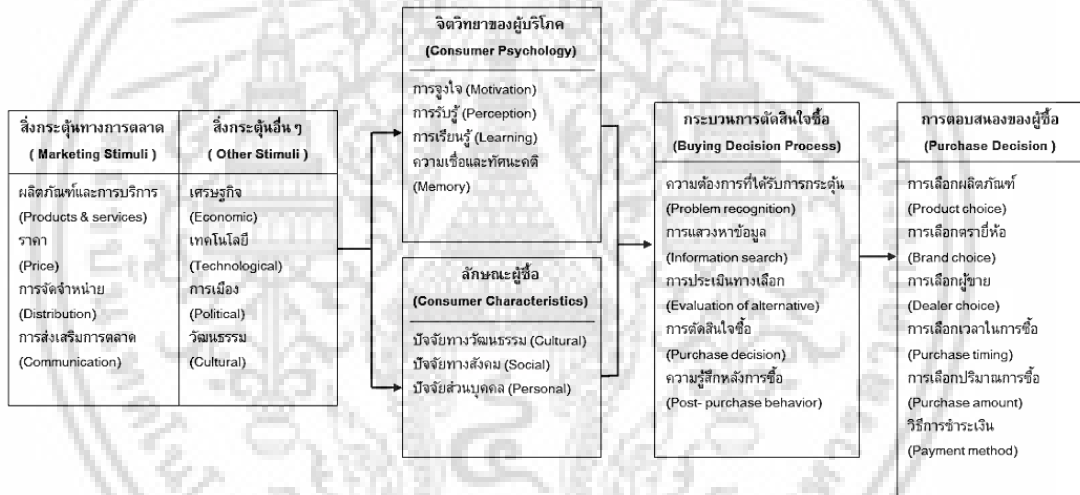 สิ่งกระตุ้นทางการตลาด
( Marketing Stimuli )
ผลิตภัณฑ์และการบริการ
(Products & services)
ราคา
(Price)
การจัดจำหน่าย
(Distribution)
การส่งเสริมการตลาด
(Communication)
สิ่งกระตุ้นอื่น ๆ
( Other Stimuli )
เศรษฐกิจ
(Economic)
เทคโนโลยี
(Technological)
การเมือง
(Political)
วัฒนธรรม
(Cultural)
จิตวิทยาของผู้บริโภค
(Consumer Psychology)
การจูงใจ (Motivation)
การรับรู้ (Perception)
การเรียนรู้ (Learning)
ความเชื่อและทัศนะคติ
(Memory)
ลักษณะผู้ซื้อ
(Consumer Characteristics)
ปัจจัยทางวัฒนธรรม (Cultural)
ปัจจัยทางสังคม (Social)
ปัจจัยส่วนบุคคล (Personal)
กระบวนการตัดสินใจซื้อ
(Buying Decision Process)
ความต้องการที่ได้รับการกระตุ้น
(Problem recognition)
การแสวงหาข้อมูล
(Information search)
การประเมินทางเลือก
(Evaluation of alternative)
การตัดสินใจซื้อ
(Purchase decision)
ความรู้สึกหลังการซื้อ
(Post- purchase behavior)
การตอบสนองของผู้ซื้อ
(Purchase Decision )
การเลือกผลิตภัณฑ์
(Product choice)
การเลือกตรายี่ห้อ
(Brand choice)
การเลือกผู้ขาย
(Dealer choice)
การเลือกเวลาในการซื้อ
(Purchase timing)
การเลือกปริมาณการซื้อ
(Purchase amount)
วิธีการชำระเงิน
(Payment method)